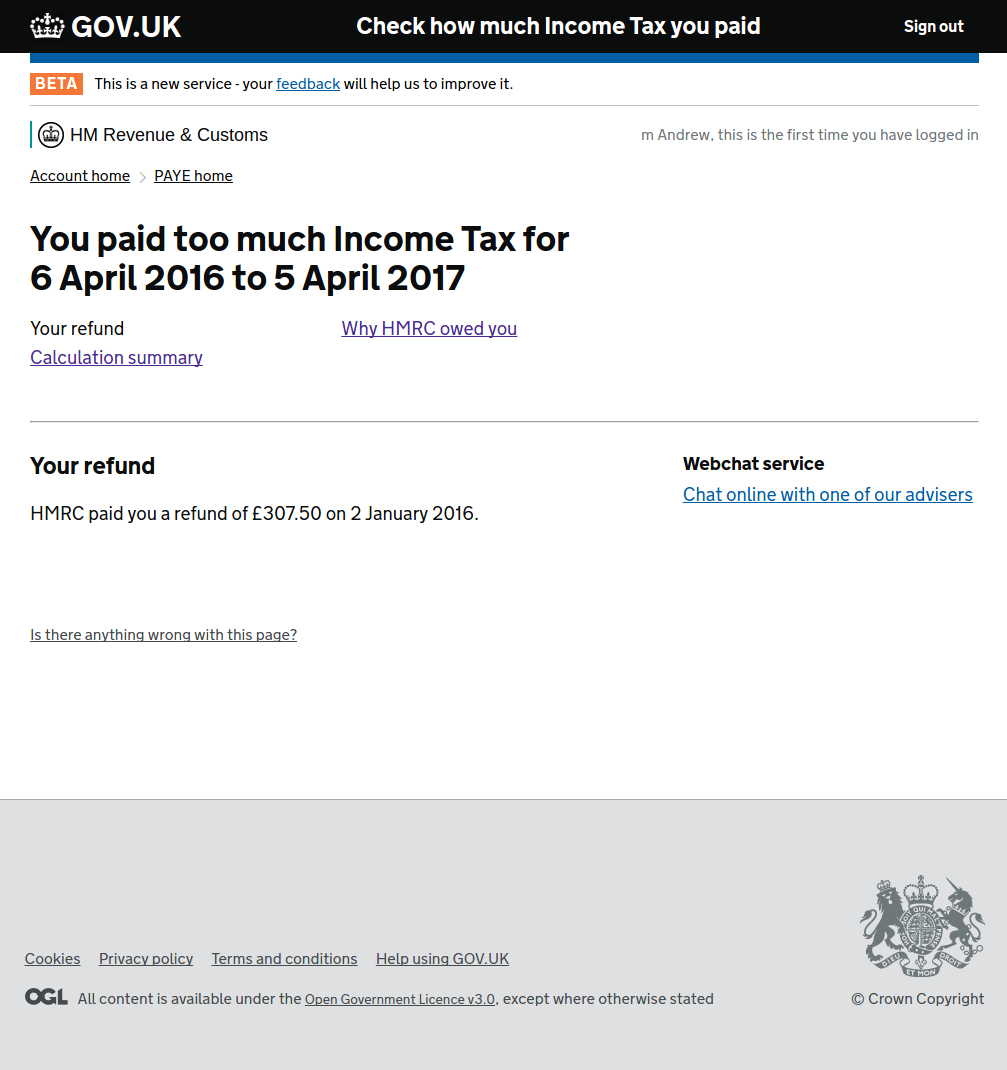 GOV.UK Check how much Income Tax you paid Sign out
BETA This is a new service - your feedback will help us to improve it.
HM Revenue & Customs m Andrew, this is the first time you have logged in
Account home PAYE home
You paid too much Income Tax for
6 April 2016 to 5 April 2017
Your refund Why HMRC owed you
Calculation summary
Your refund
Webchat service
Chat online with one of our advisers
HMRC paid you a refund of £307.50 on 2 January 2016.
Is there anything wrong with this page?
Cookies Privacy policy Terms and conditions Help using GOV.UK
OGL All content is available under the Open Government Licence v3.0, except where otherwise stated
DIEU ET MON DROIT
© Crown Copyright